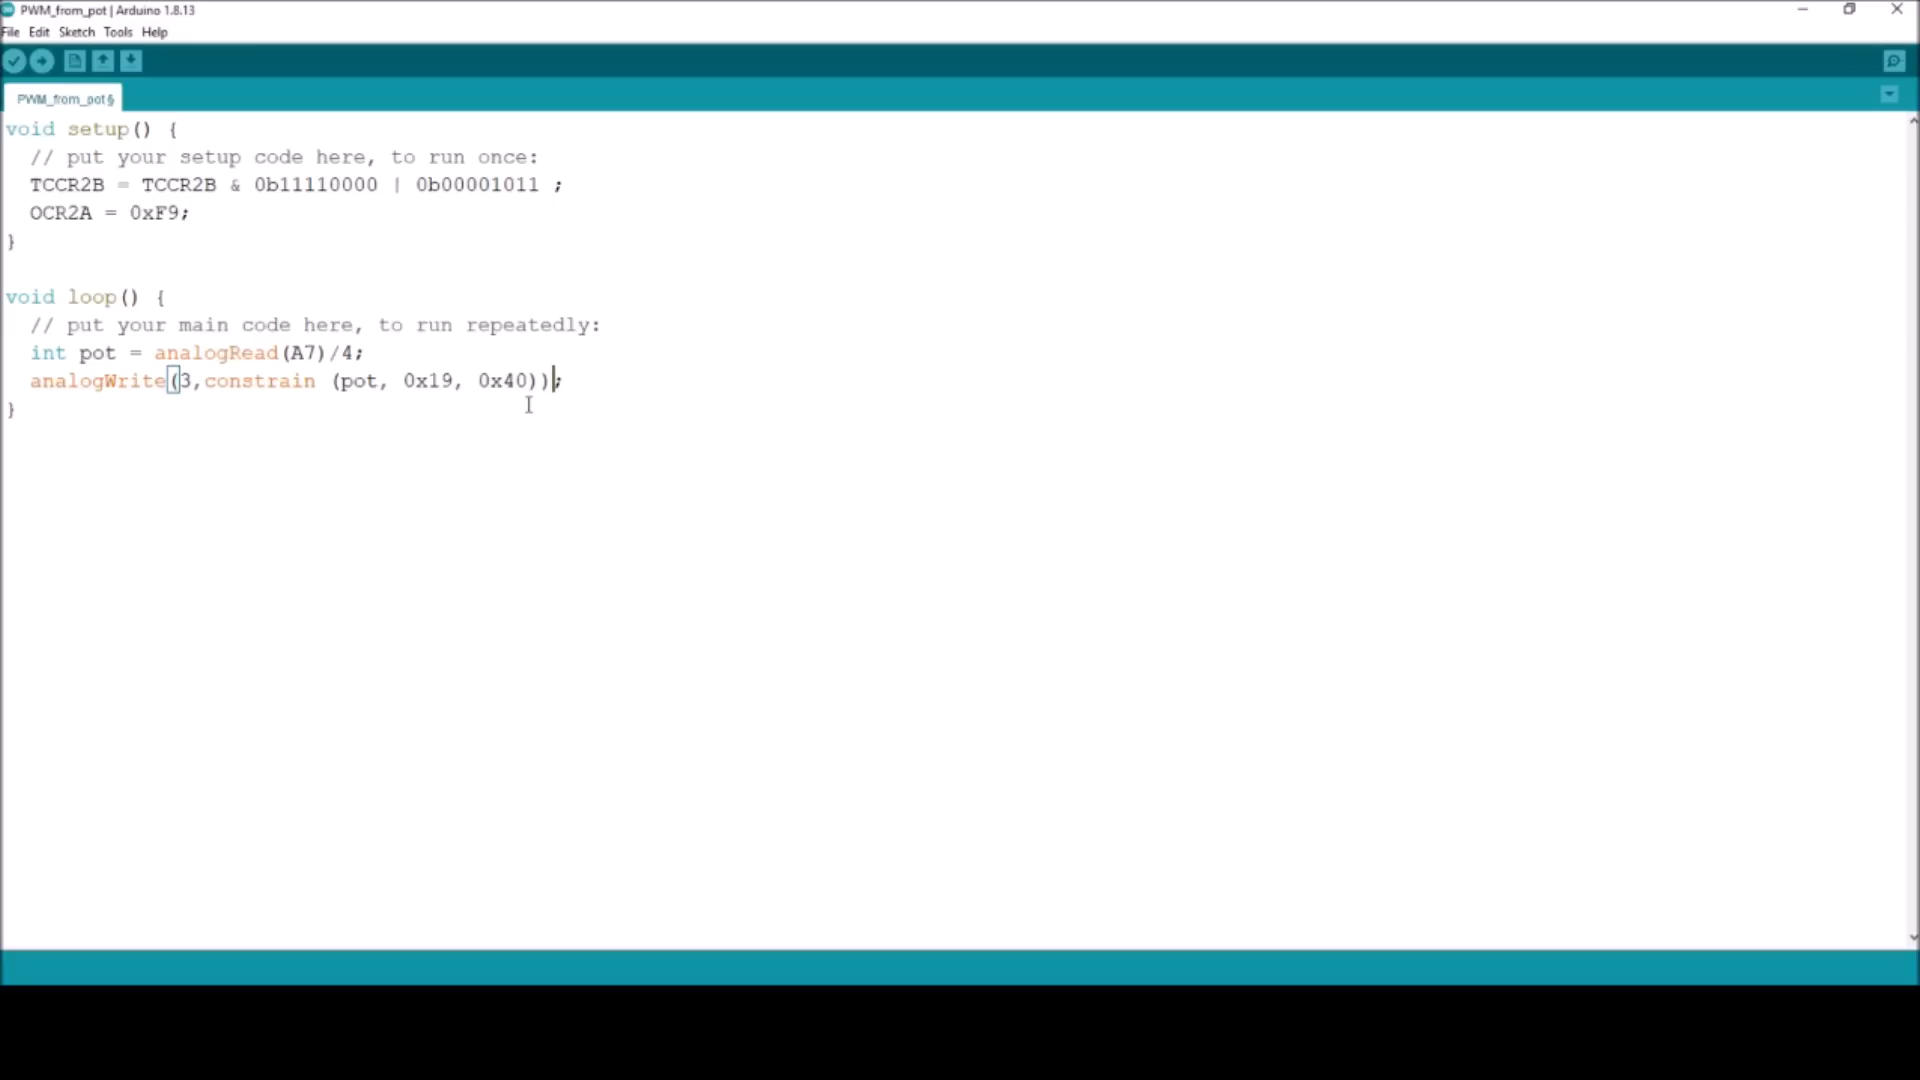 PWM_from_pot | Arduino 1.8.13
File Edit Sketch Tools Help
PWM_from_pot§
void setup() {
// put your setup code here, to run once:
TCCR2B = TCCR2B & 0b11110000 | 0b00001011 ;
OCR2A = 0xF9;
}
void loop() {
// put your main code here, to run repeatedly:
int pot = analogRead(A7)/4;
analogWrite(3,constrain (pot, 0x19, 0x40));
}